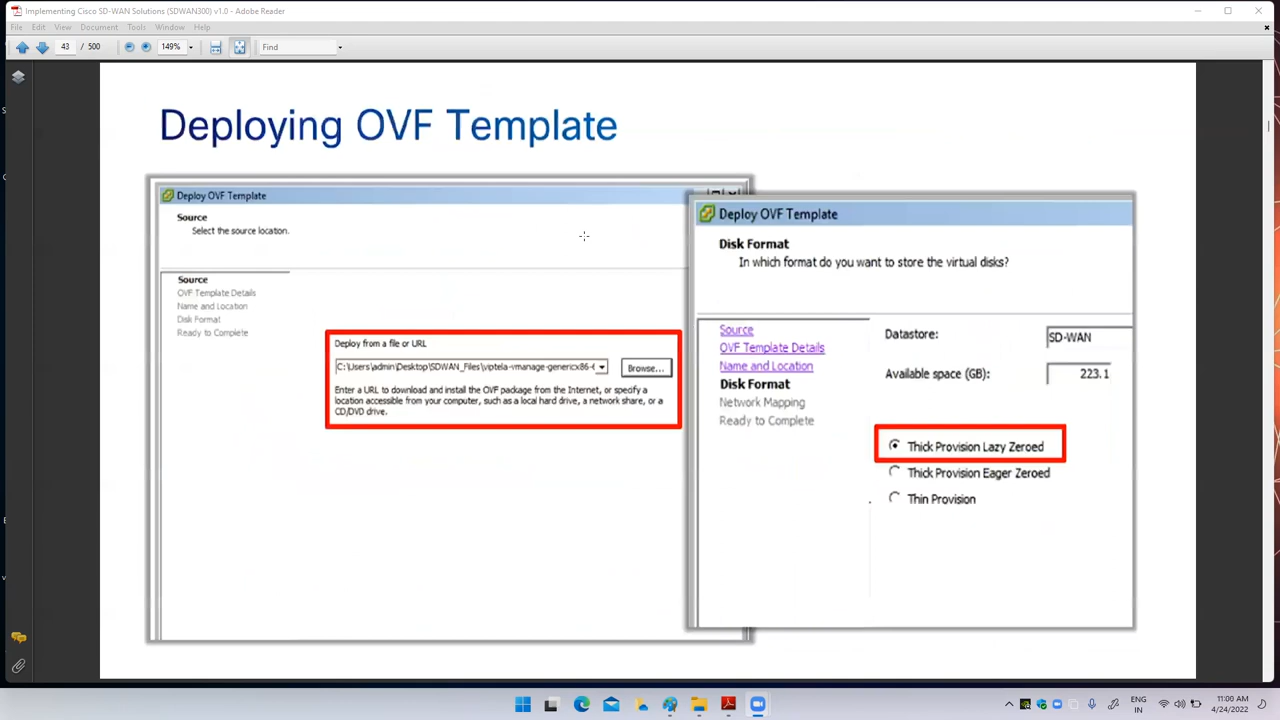 Implementing Cisco SD-WAN Solutions (SDWAN300) v1.0 - Adobe Reader
File Edit View Document Tools Window Help
43 / 500 149% Find
Deploying OVF Template
Deploy OVF Template
Source
Select the source location.
Source
OVF Template Details
Name and Location
Disk Format
Ready to Complete
Deploy from a file or URL
C:\Users\admin\Desktop\SDWAN_Files\viptela-vmanage-genericx86-
Browse...
Enter a URL to download and install the OVF package from the Internet, or specify a
location accessible from your computer, such as a local hard drive, a network share, or a
CD/DVD drive.
Deploy OVF Template
Disk Format
In which format do you want to store the virtual disks?
Source
OVF Template Details
Name and Location
Disk Format
Network Mapping
Ready to Complete
Datastore: SD-WAN
Available space (GB): 223.1
Thick Provision Lazy Zeroed
Thick Provision Eager Zeroed
Thin Provision
ENG
IN
11:00 AM
4/24/2022